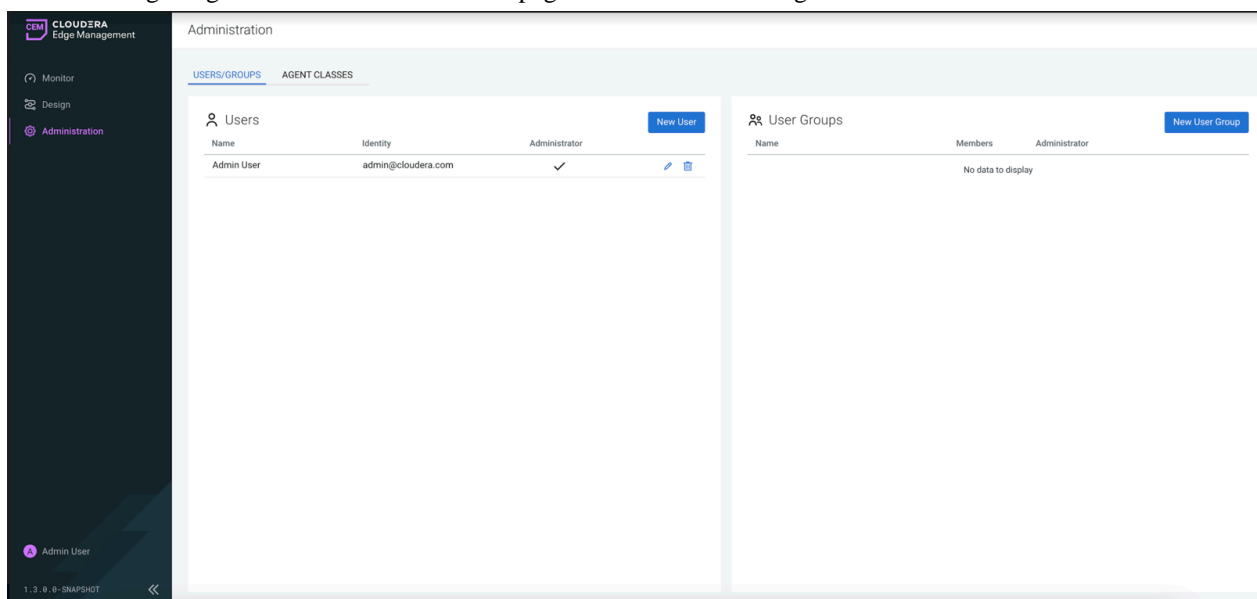 CEM CLOUDERA
Edge Management
Administration
Monitor
Design
Administration
USERS/GROUPS AGENT CLASSES
Users New User
Name Identity Administrator
Admin User admin@cloudera.com
User Groups New User Group
Name Members Administrator
No data to display
A Admin User
1.3.0.0-SNAPSHOT